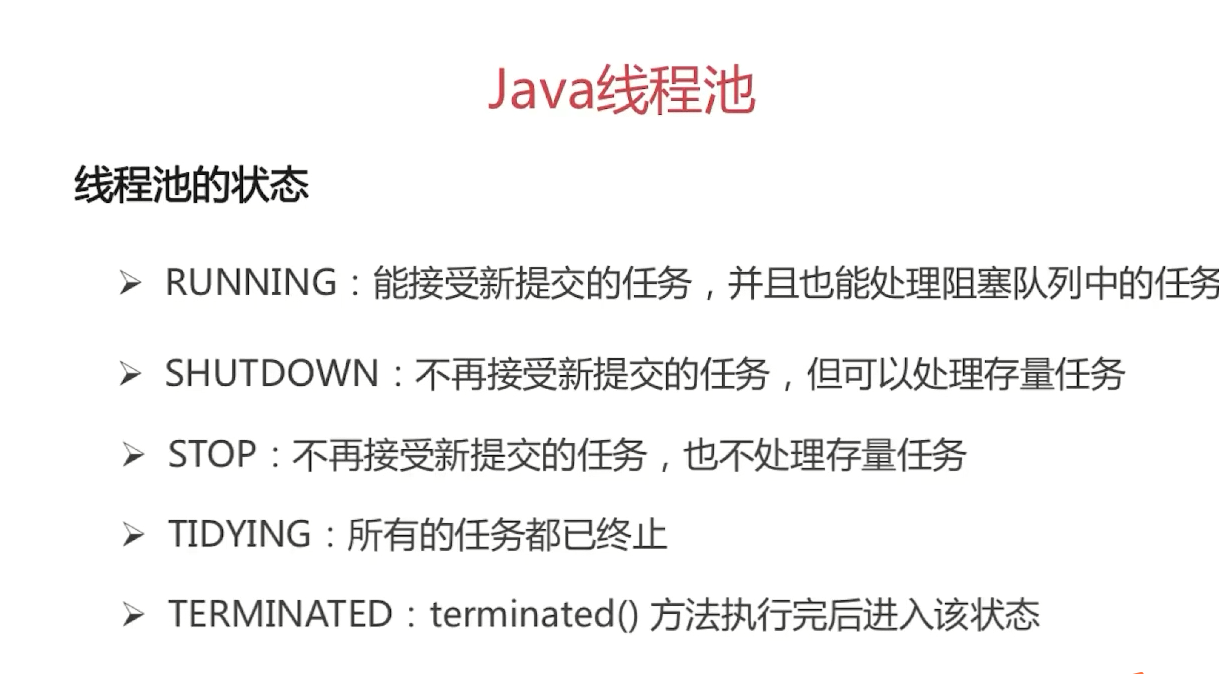 Java线程池
线程池的状态
➢ RUNNING：能接受新提交的任务，并且也能处理阻塞队列中的任务
➢ SHUTDOWN：不再接受新提交的任务，但可以处理存量任务
➢ STOP：不再接受新提交的任务，也不处理存量任务
➢ TIDYING：所有的任务都已终止
➢ TERMINATED：terminated() 方法执行完后进入该状态